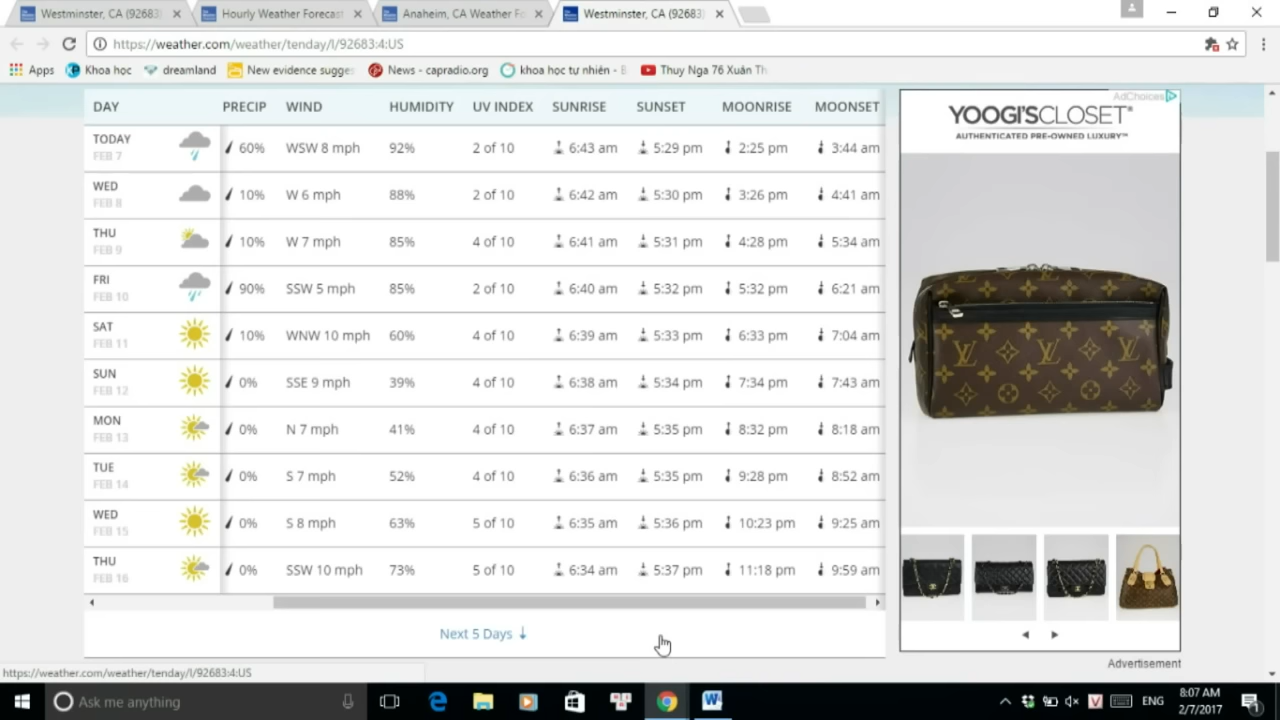 Westminster, CA (92683)
Hourly Weather Forecast
Anaheim, CA Weather Fo
Westminster, CA (92683)
https://weather.com/weather/tenday/l/92683:4:US
Apps Khoa học dreamland New evidence sugges News - capradio.org khoa học tự nhiên - Thuy Nga 76 Xuân Th
DAY PRECIP WIND HUMIDITY UV INDEX SUNRISE SUNSET MOONRISE MOONSET
TODAY
FEB 7
60% WSW 8 mph 92% 2 of 10 6:43 am 5:29 pm 2:25 pm 3:44 am
WED
FEB 8
10% W 6 mph 88% 2 of 10 6:42 am 5:30 pm 3:26 pm 4:41 am
THU
FEB 9
10% W 7 mph 85% 4 of 10 6:41 am 5:31 pm 4:28 pm 5:34 am
FRI
FEB 10
90% SSW 5 mph 85% 2 of 10 6:40 am 5:32 pm 5:32 pm 6:21 am
SAT
FEB 11
10% WNW 10 mph 60% 4 of 10 6:39 am 5:33 pm 6:33 pm 7:04 am
SUN
FEB 12
0% SSE 9 mph 39% 4 of 10 6:38 am 5:34 pm 7:34 pm 7:43 am
MON
FEB 13
0% N 7 mph 41% 4 of 10 6:37 am 5:35 pm 8:32 pm 8:18 am
TUE
FEB 14
0% S 7 mph 52% 4 of 10 6:36 am 5:35 pm 9:28 pm 8:52 am
WED
FEB 15
0% S 8 mph 63% 5 of 10 6:35 am 5:36 pm 10:23 pm 9:25 am
THU
FEB 16
0% SSW 10 mph 73% 5 of 10 6:34 am 5:37 pm 11:18 pm 9:59 am
Next 5 Days
AdChoices
YOOGI'SCLOSET®
AUTHENTICATED PRE-OWNED LUXURY™
Advertisement
https://weather.com/weather/tenday/l/92683:4:US
Ask me anything
ENG
8:07 AM
2/7/2017